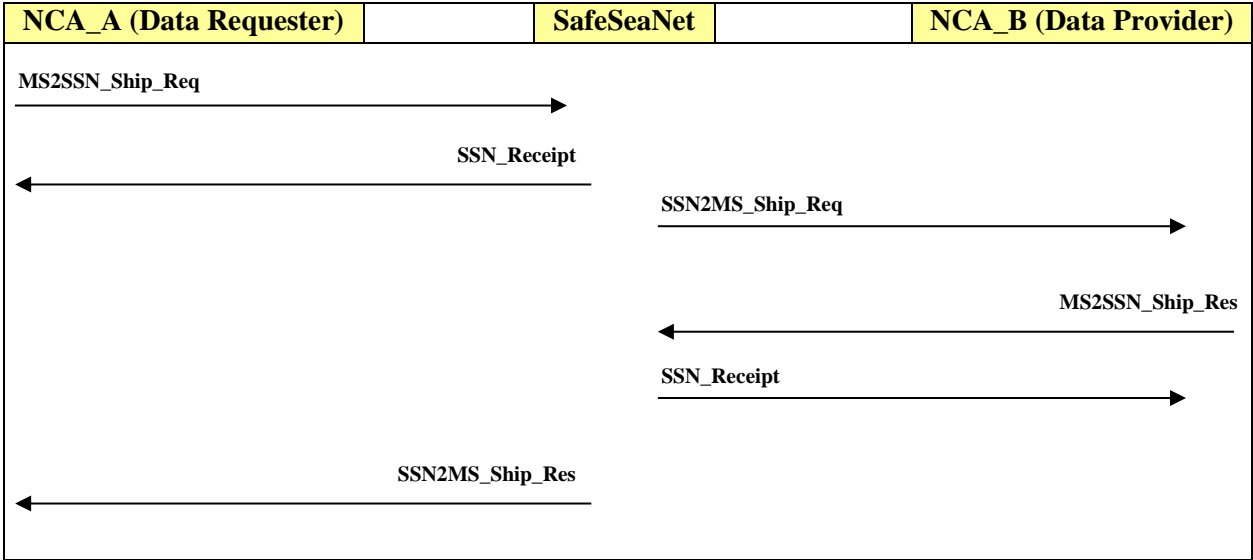 NCA_A (Data Requester) SafeSeaNet NCA_B (Data Provider)
MS2SSN_Ship_Req
SSN_Receipt
SSN2MS_Ship_Req
MS2SSN_Ship_Res
SSN_Receipt
SSN2MS_Ship_Res